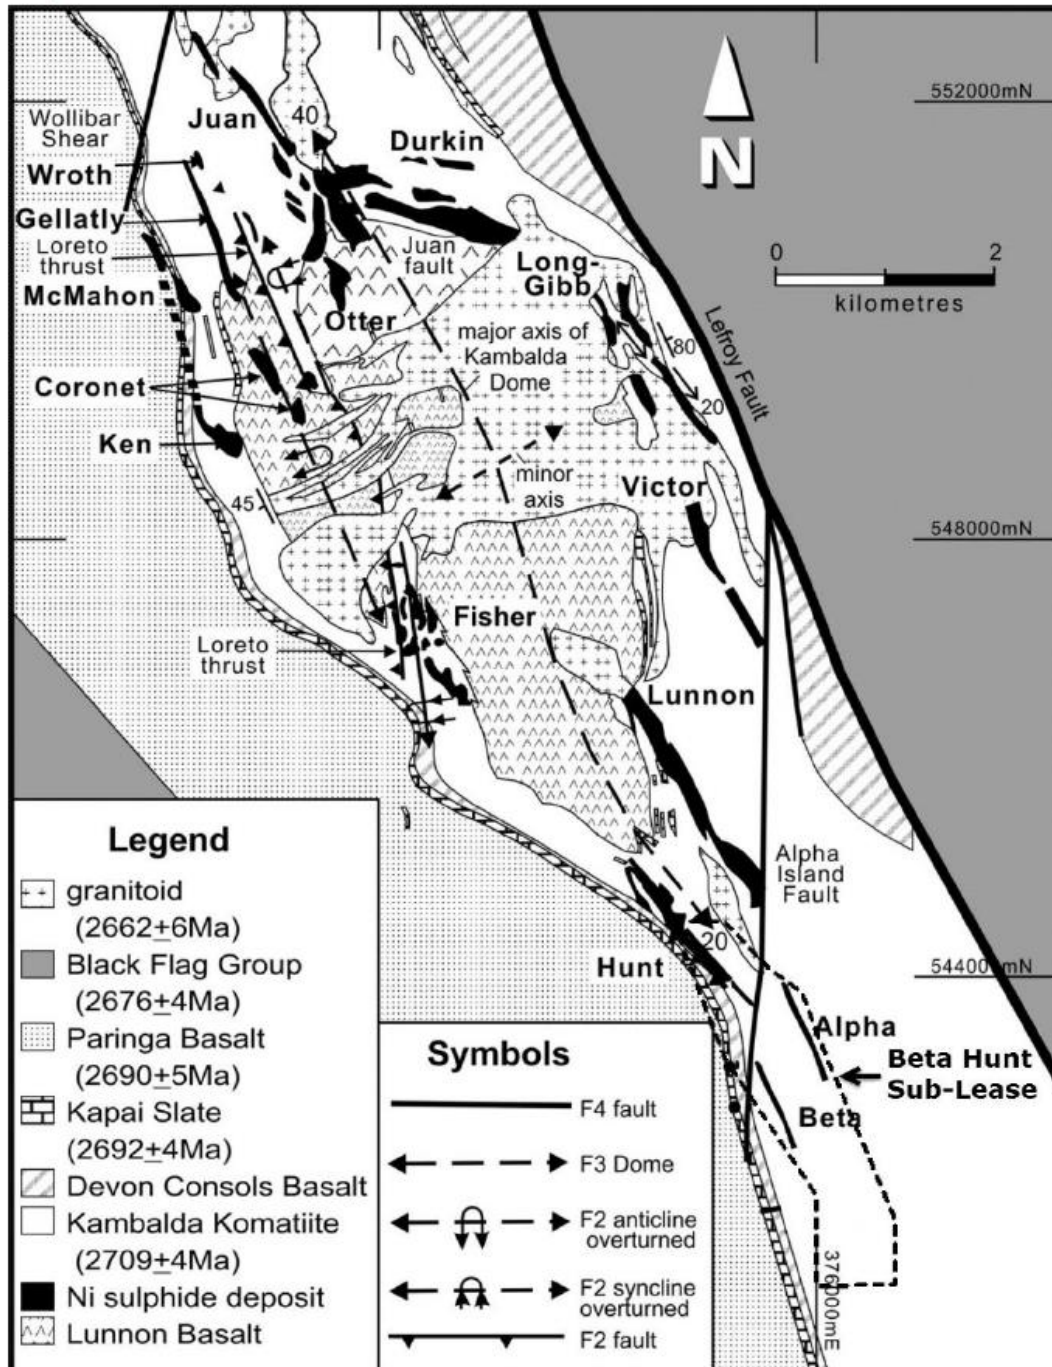 552000mN
Wollibar
Shear
Juan
40
Durkin
N
Wroth
Gellatly
Loreto
thrust
McMahon
Juan
fault
Long-
Gibb
0
2
kilometres
Otter
major axis of
Kambalda
Dome
Lefroy Fault
80
20
Coronet
Ken
45
minor
axis
Victor
548000mN
Fisher
Loreto
thrust
Lunnon
Alpha
Island
Fault
20
Hunt
544000mN
Alpha
Beta Hunt
Sub-Lease
Beta
376000mE
Legend
granitoid
(2662±6Ma)
Black Flag Group
(2676±4Ma)
Paringa Basalt
(2690±5Ma)
Kapai Slate
(2692±4Ma)
Devon Consols Basalt
Kambalda Komatiite
(2709±4Ma)
Ni sulphide deposit
Lunnon Basalt
Symbols
F4 fault
F3 Dome
F2 anticline
overturned
F2 syncline
overturned
F2 fault